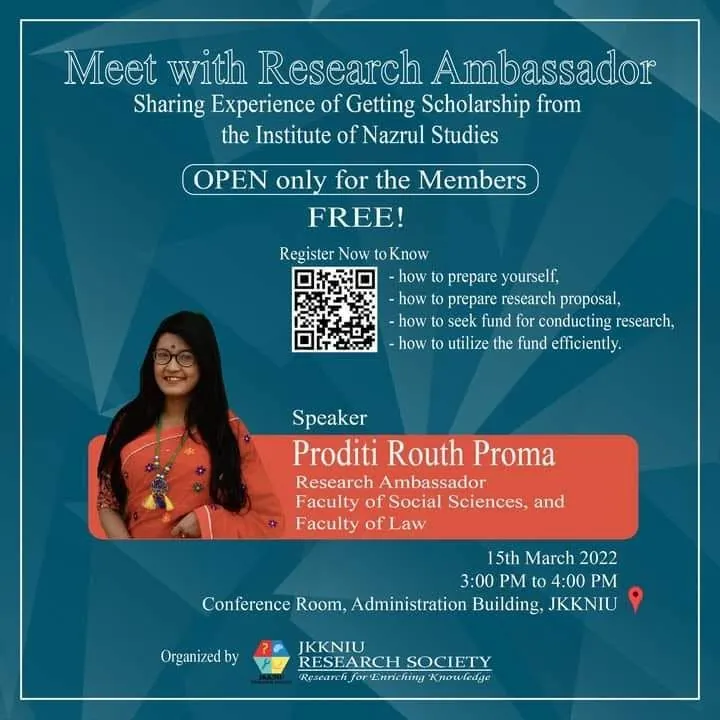 Meet with Research Ambassador
Sharing Experience of Getting Scholarship from
the Institute of Nazrul Studies
OPEN only for the Members
FREE!
Register Now to Know
- how to prepare yourself,
- how to prepare research proposal,
- how to seek fund for conducting research,
- how to utilize the fund efficiently.
Speaker
Proditi Routh Proma
Research Ambassador
Faculty of Social Sciences, and
Faculty of Law
15th March 2022
3:00 PM to 4:00 PM
Conference Room, Administration Building, JKKNIU
Organized by
JKKNIU
JKKNIU
RESEARCH SOCIETY
Research for Enriching Knowledge